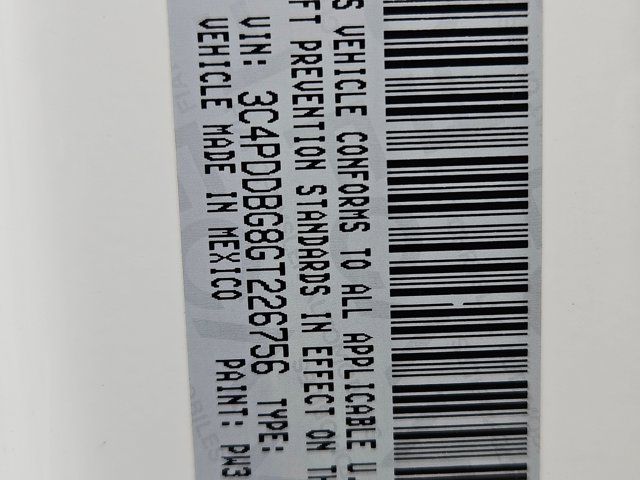 S VEHICLE CONFORMS TO ALL APPLICABLE U.
FT PREVENTION STANDARDS IN EFFECT ON TH
VIN: 3C4PDDBG8GT226756 TYPE:
VEHICLE MADE IN MEXICO PAINT: PW3